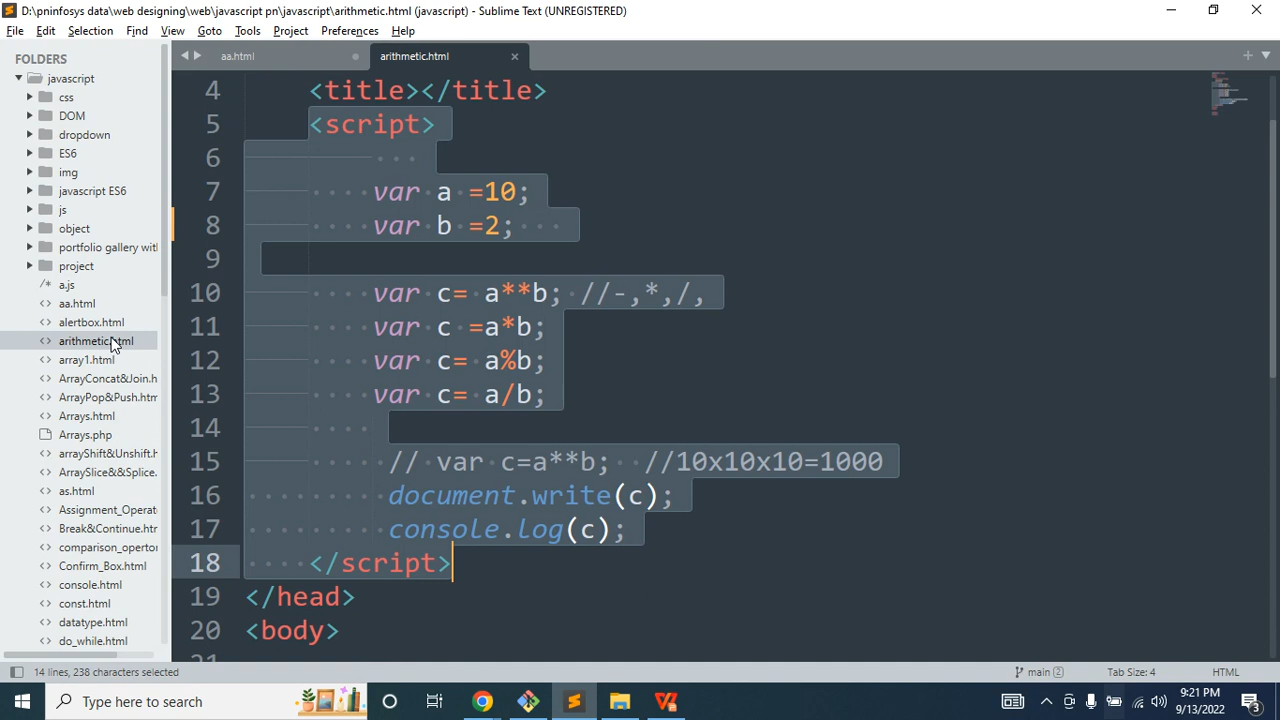 D:\pninfosys data\web designing\web\javascript pn\javascript\arithmetic.html (javascript) - Sublime Text (UNREGISTERED)
File Edit Selection Find View Goto Tools Project Preferences Help
FOLDERS
javascript
css
DOM
dropdown
ES6
img
javascript ES6
js
object
portfolio gallery wit
project
a.js
aa.html
alertbox.html
arithmetic.html
array1.html
ArrayConcat&Join.h
ArrayPop&Push.htm
Arrays.html
Arrays.php
arrayShift&Unshift.h
ArraySlice&&Splice.
as.html
Assignment_Operat
Break&Continue.htr
comparison_opertor
Confirm_Box.html
console.html
const.html
datatype.html
do_while.html
aa.html
arithmetic.html
4 <title></title>
5 <script>
6
7 var a =10;
8 var b =2;
9
10 var c= a**b; //-,*,/,
11 var c =a*b;
12 var c= a%b;
13 var c= a/b;
14
15 // var c=a**b; //10x10x10=1000
16 document.write(c);
17 console.log(c);
18 </script>
19 </head>
20 <body>
14 lines, 238 characters selected
main 2
Tab Size: 4
HTML
Type here to search
9:21 PM
9/13/2022
3